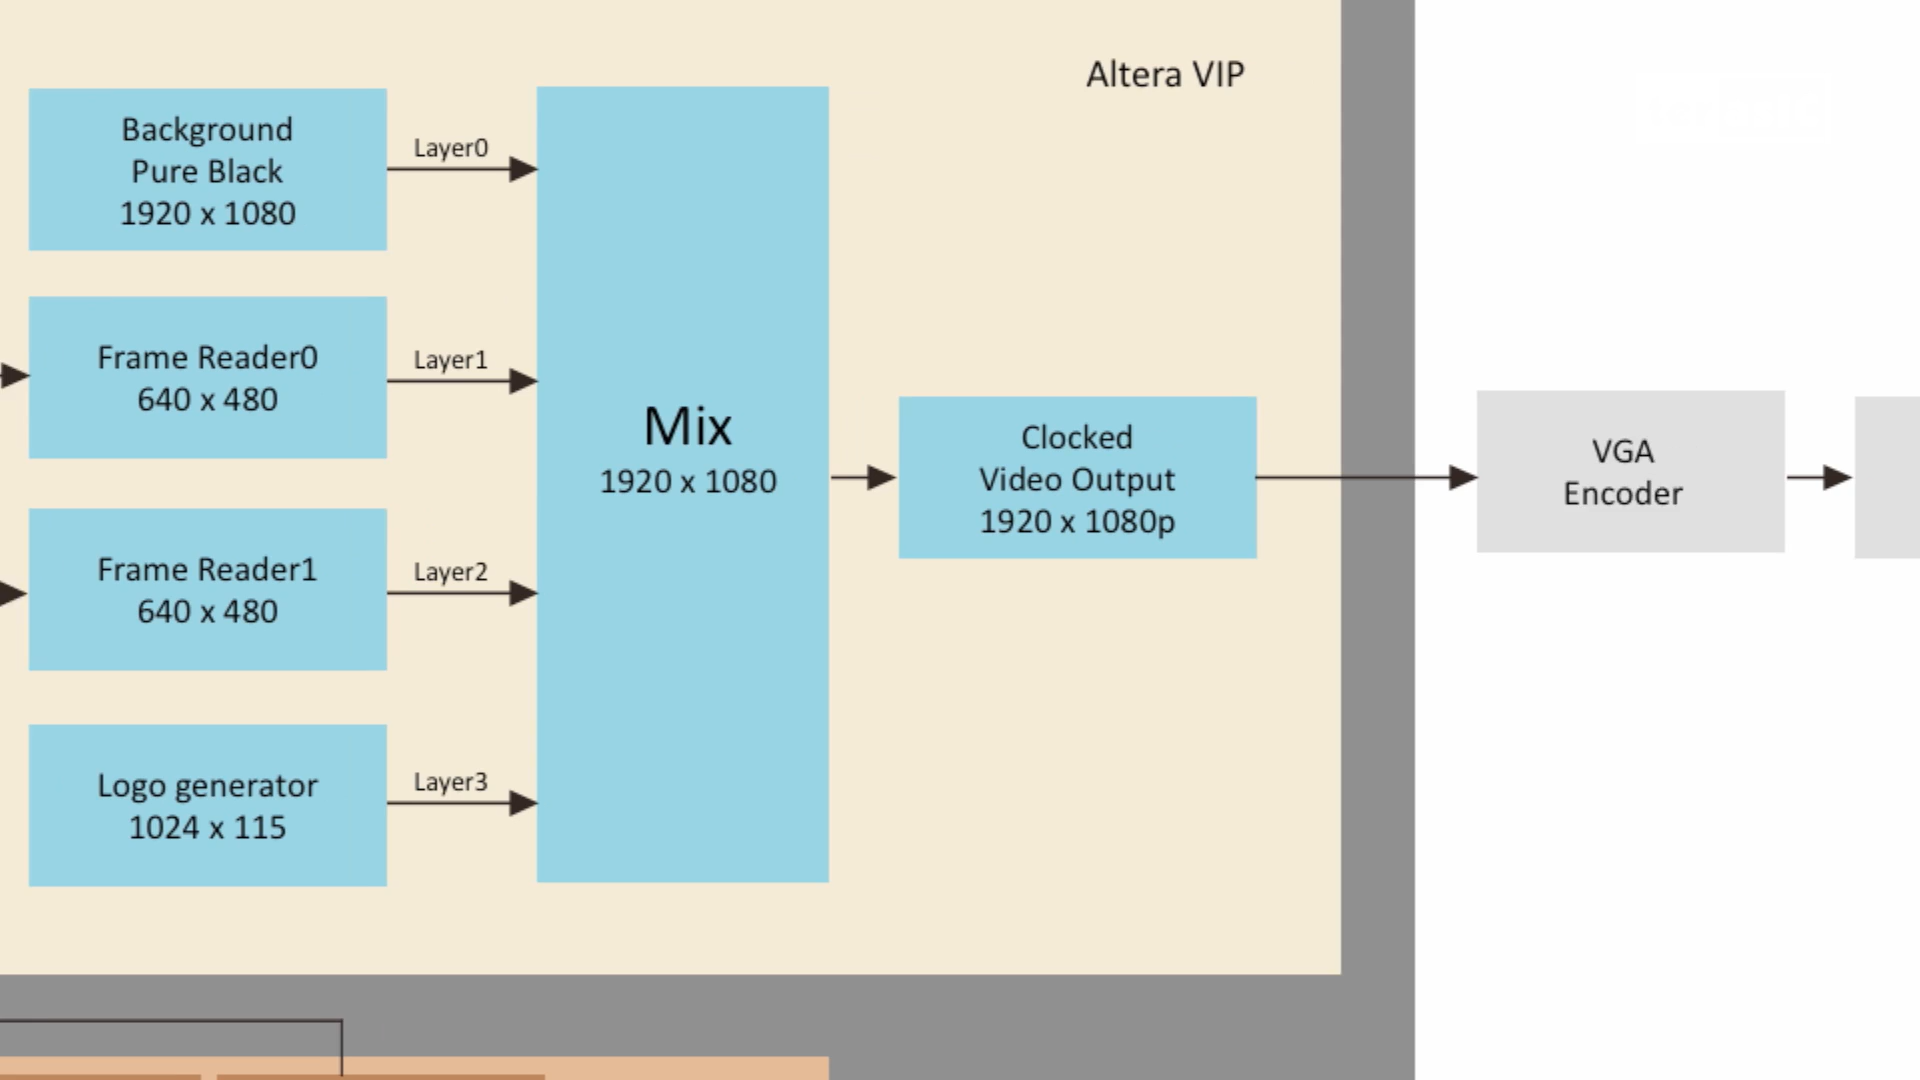 Altera VIP
Background
Pure Black
1920 x 1080
Layer0
Frame Reader0
640 x 480
Layer1
Mix
1920 x 1080
Clocked
Video Output
1920 x 1080p
VGA
Encoder
Frame Reader1
640 x 480
Layer2
Logo generator
1024 x 115
Layer3